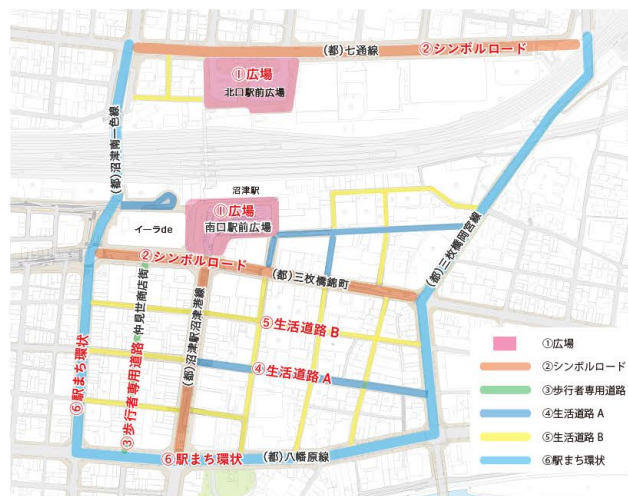 (都)七通線
②シンボルロード
①広場
北口駅前広場
(都)沼津南一色線
沼津駅
①広場
イーラde
南口駅前広場
②シンボルロード
(都)三枚橋錦町
(都)三枚橋岡宮線
仲見世商店街
(都)沼津駅沼津港線
⑤生活道路 B
④生活道路 A
⑥駅まち環状
③歩行者専用道路
⑥駅まち環状
(都)八幡原線
①広場
②シンボルロード
③歩行者専用道路
④生活道路 A
⑤生活道路 B
⑥駅まち環状